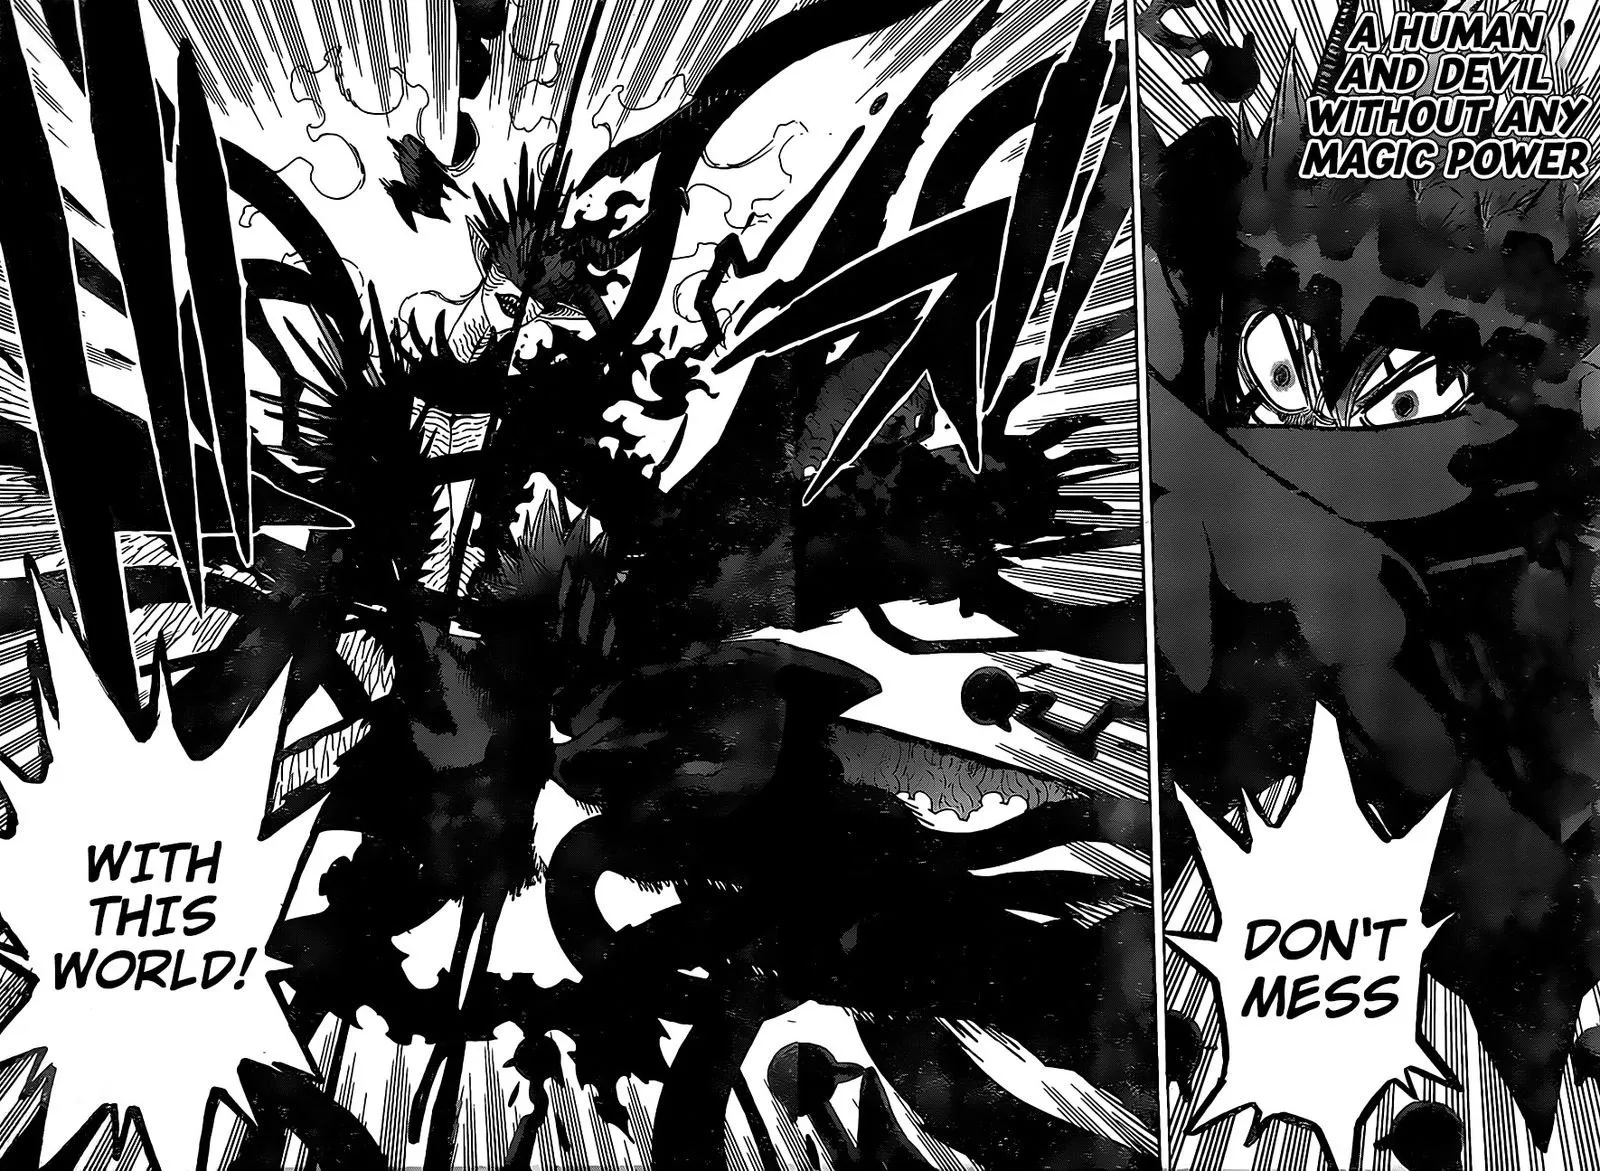 A HUMAN
AND DEVIL
WITHOUT ANY
MAGIC POWER
DON'T
MESS
WITH
THIS
WORLD!